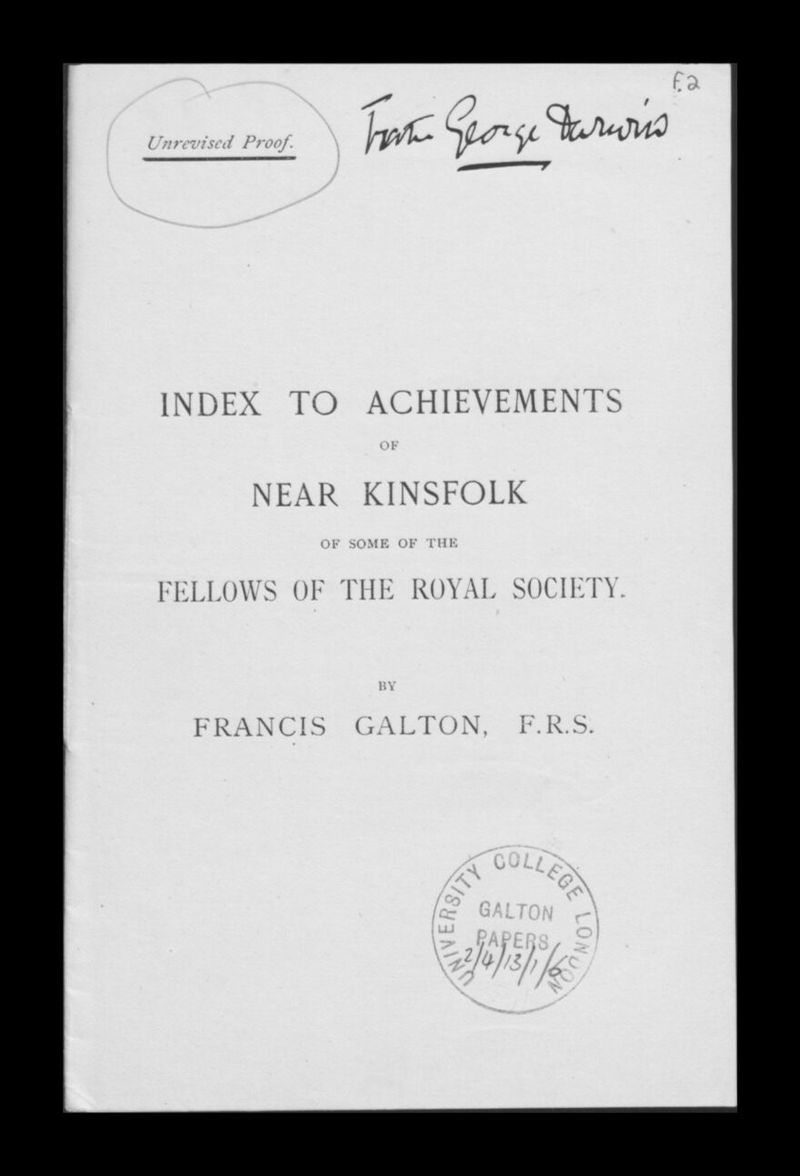 F.2
George Darwin's
Unrevised Proof.
INDEX TO ACHIEVEMENTS
OF
NEAR KINSFOLK
OF SOME OF THE
FELLOWS OF THE ROYAL SOCIETY.
BY
FRANCIS GALTON, F.R.S.
UNIVERSITY COLLEGE LONDON
GALTON
PAPERS
2/4/13/1/6